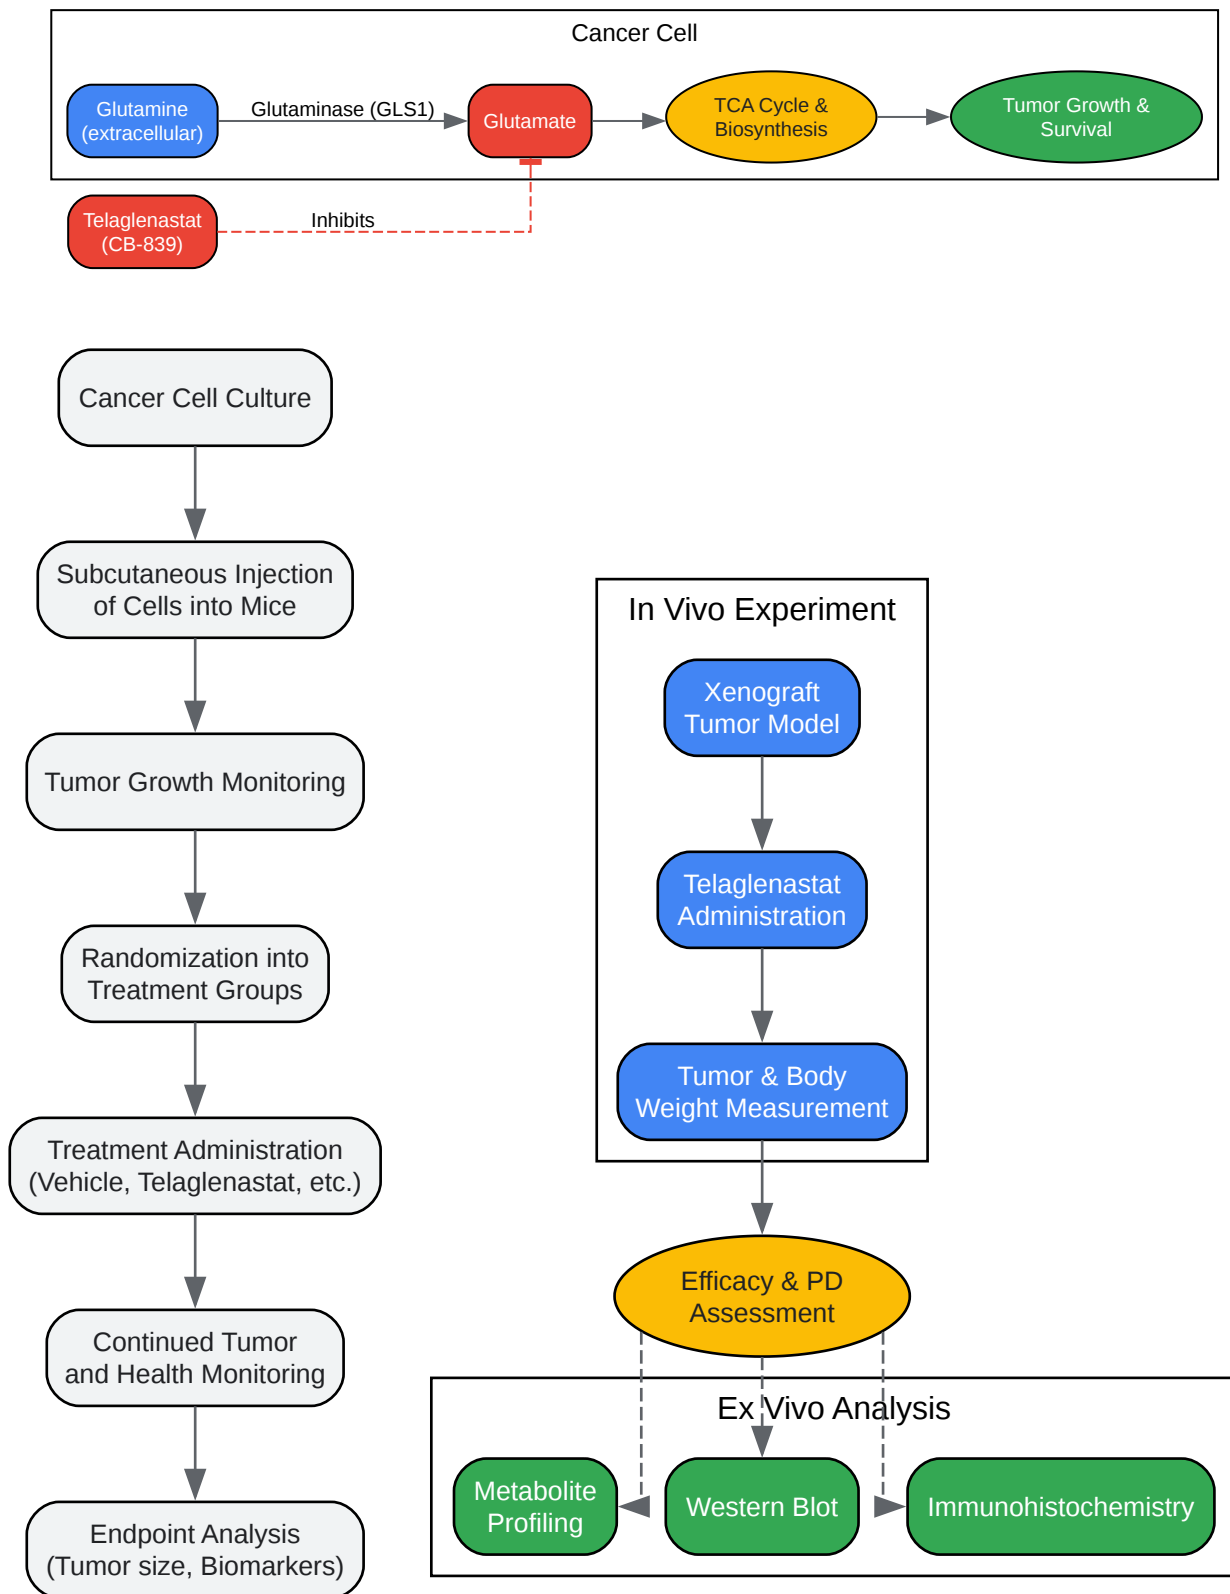 Cancer Cell
Glutamine
(extracellular)
Glutaminase (GLS1)
Glutamate
TCA Cycle &
Biosynthesis
Tumor Growth &
Survival
Telaglenastat
(CB-839)
Inhibits
Cancer Cell Culture
Subcutaneous Injection
of Cells into Mice
Tumor Growth Monitoring
Randomization into
Treatment Groups
Treatment Administration
(Vehicle, Telaglenastat, etc.)
Continued Tumor
and Health Monitoring
Endpoint Analysis
(Tumor size, Biomarkers)
In Vivo Experiment
Xenograft
Tumor Model
Telaglenastat
Administration
Tumor & Body
Weight Measurement
Efficacy & PD
Assessment
Ex Vivo Analysis
Metabolite
Profiling
Western Blot
Immunohistochemistry